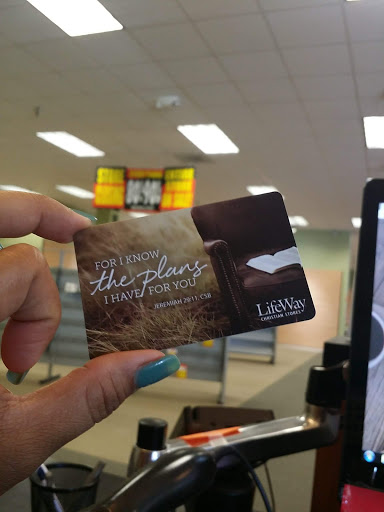 FOR I KNOW
the plans
I HAVE FOR YOU
JEREMIAH 29:11, CSB
LifeWay
CHRISTIAN STORES